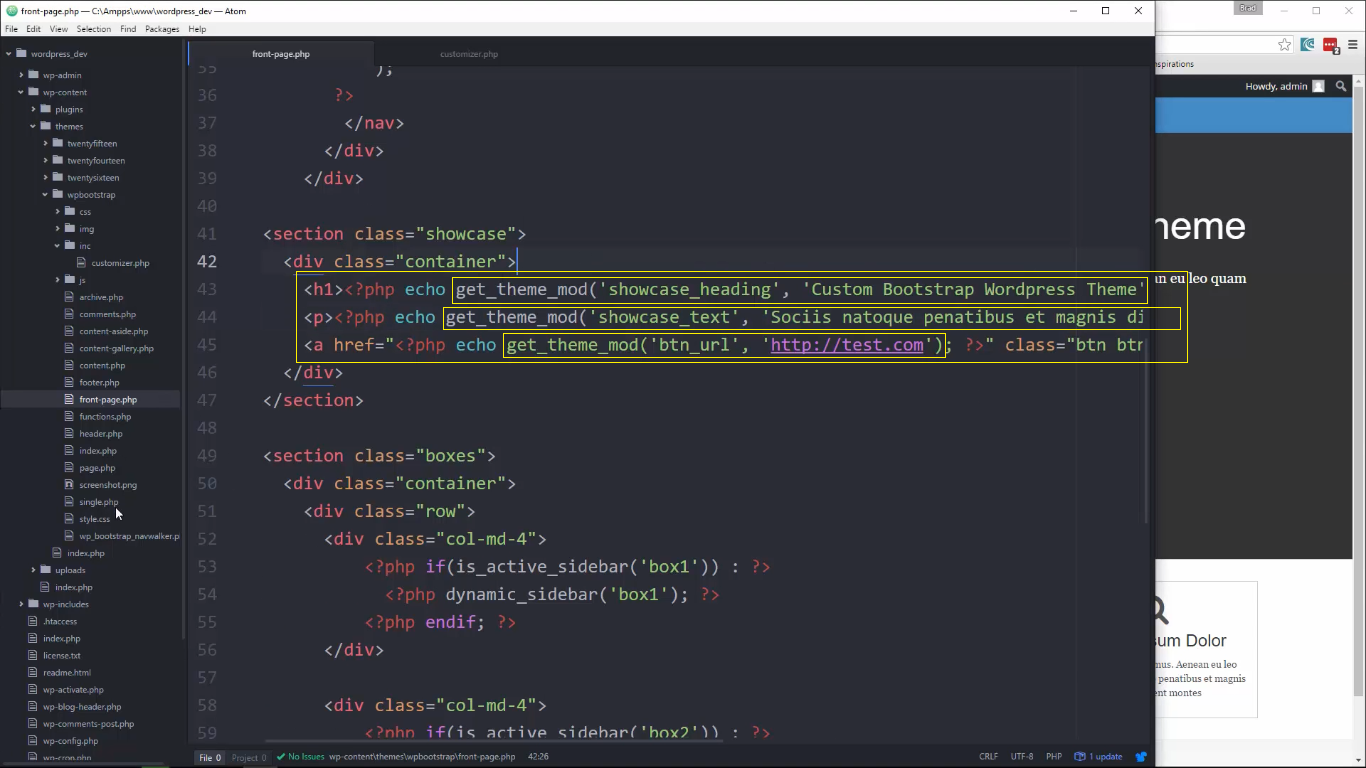 front-page.php — C:\Ampps\www\wordpress_dev — Atom
Brad
File Edit View Selection Find Packages Help
wordpress_dev
wp-admin
wp-content
plugins
themes
twentyfifteen
twentyfourteen
twentysixteen
wpbootstrap
css
img
inc
customizer.php
js
archive.php
comments.php
content-aside.php
content-gallery.php
content.php
footer.php
front-page.php
functions.php
header.php
index.php
page.php
screenshot.png
single.php
style.css
wp_bootstrap_navwalker.p
index.php
uploads
index.php
wp-includes
.htaccess
index.php
license.txt
readme.html
wp-activate.php
wp-blog-header.php
wp-comments-post.php
wp-config.php
wp-cron.php
front-page.php customizer.php
35 );
36 ?>
37 </nav>
38 </div>
39 </div>
40
41 <section class="showcase">
42 <div class="container">
43 <h1><?php echo get_theme_mod('showcase_heading', 'Custom Bootstrap Wordpress Theme'
44 <p><?php echo get_theme_mod('showcase_text', 'Sociis natoque penatibus et magnis di
45 <a href="<?php echo get_theme_mod('btn_url', 'http://test.com'); ?>" class="btn btn
46 </div>
47 </section>
48
49 <section class="boxes">
50 <div class="container">
51 <div class="row">
52 <div class="col-md-4">
53 <?php if(is_active_sidebar('box1')) : ?>
54 <?php dynamic_sidebar('box1'); ?>
55 <?php endif; ?>
56 </div>
57
58 <div class="col-md-4">
59 <?php if(is_active_sidebar('box2')) : ?>
File 0 Project 0 No Issues wp-content\themes\wpbootstrap\front-page.php 42:26 CRLF UTF-8 PHP 1 update
2
nspirations
Howdy, admin
heme
n eu leo quam
sum Dolor
mus. Aenean eu leo
penatibus et magnis
ent montes